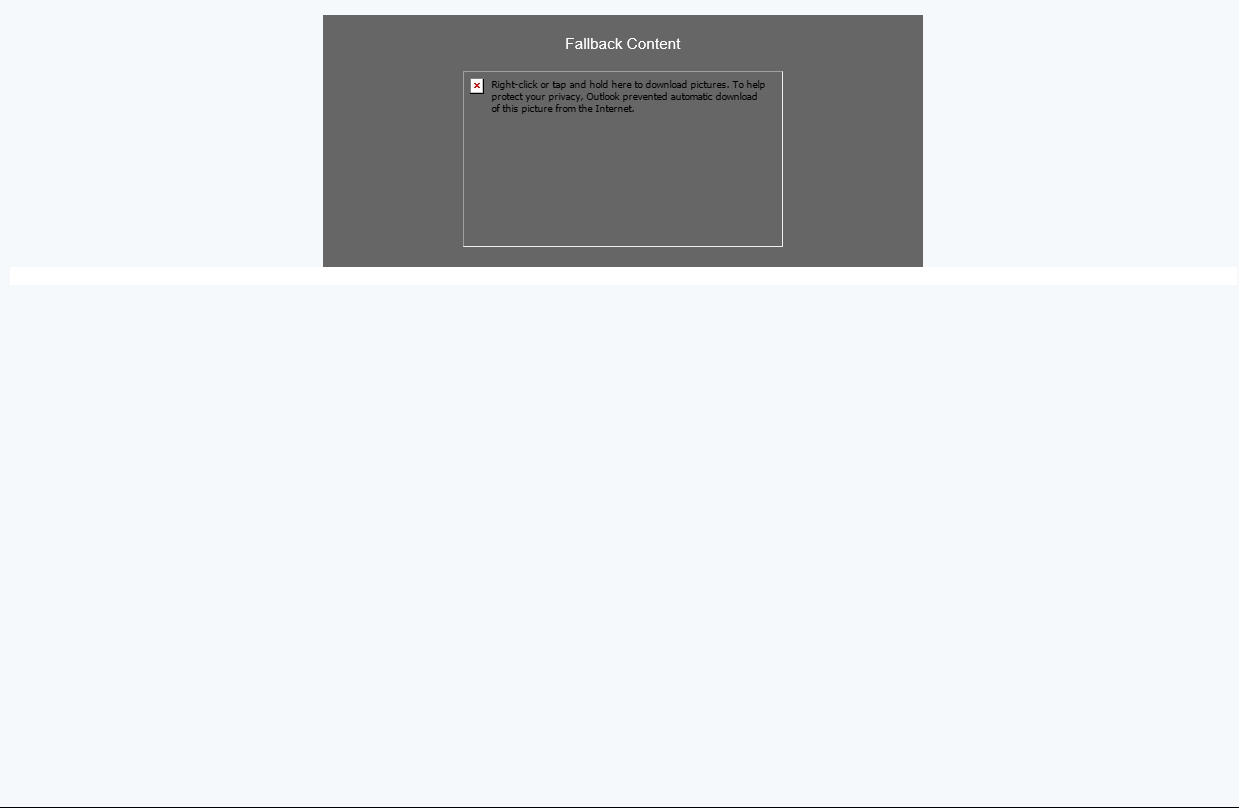 Fallback Content
Right-click or tap and hold here to download pictures. To help
protect your privacy, Outlook prevented automatic download
of this picture from the Internet.